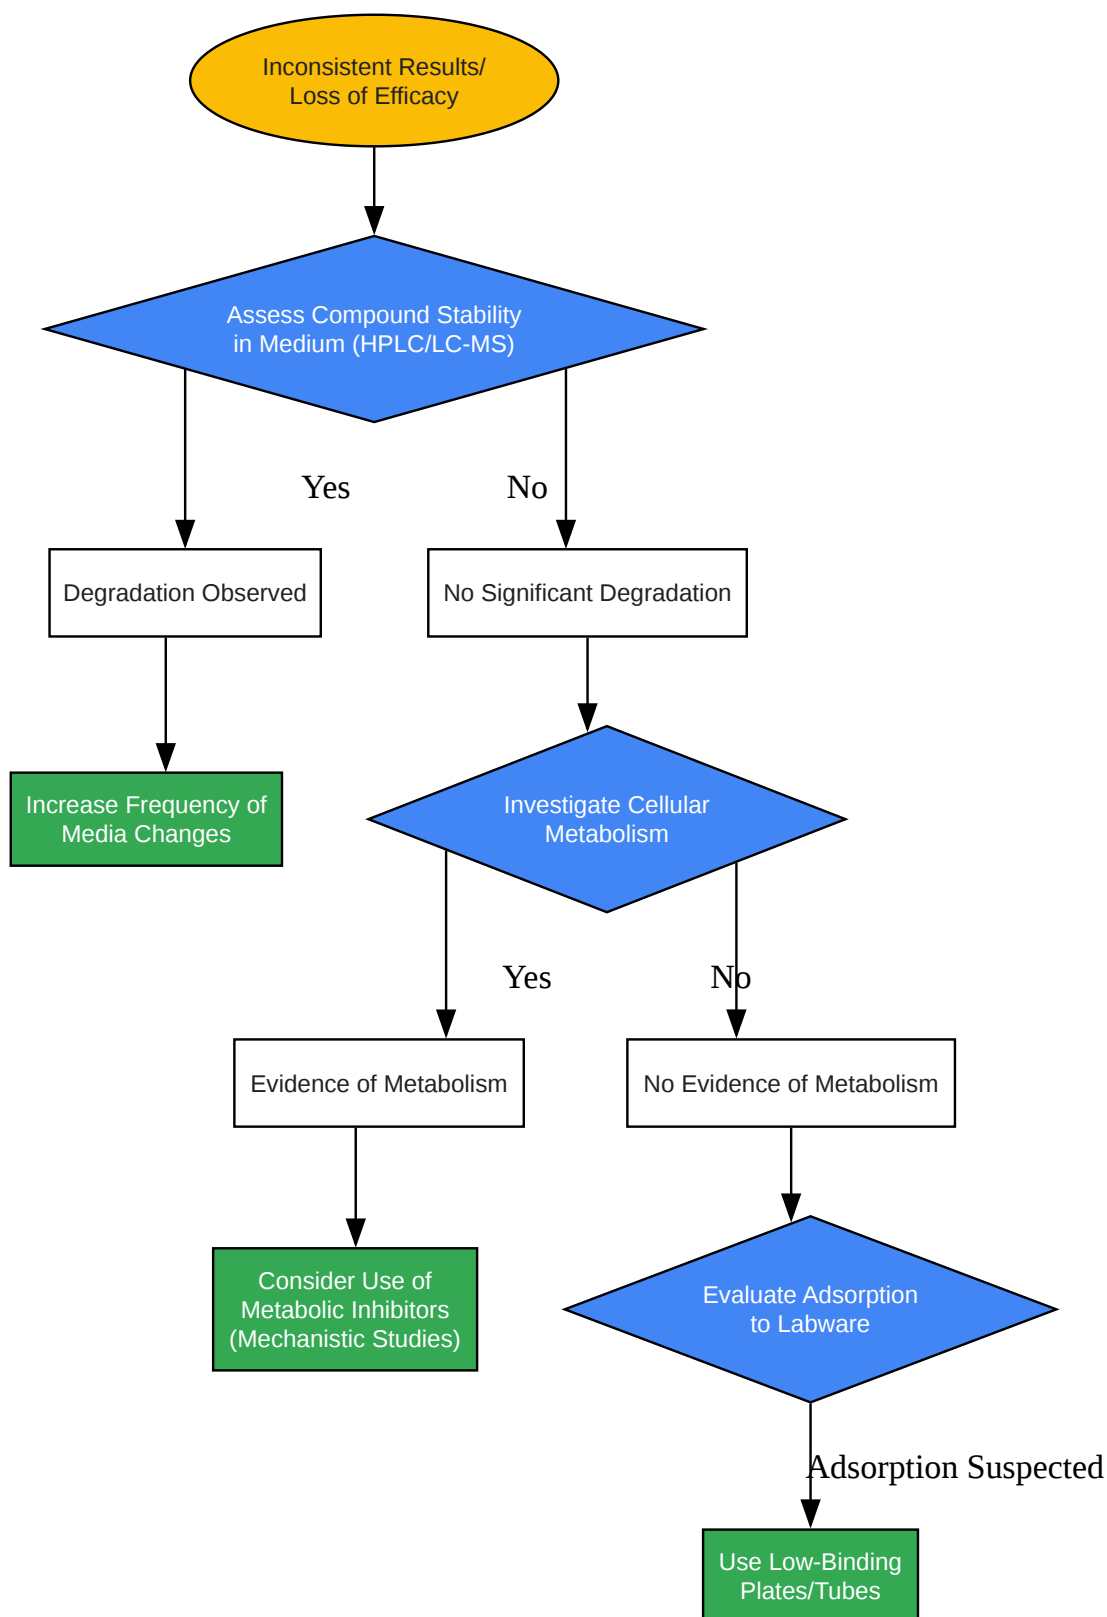 Inconsistent Results/
Loss of Efficacy
Assess Compound Stability
in Medium (HPLC/LC-MS)
Yes
No
Degradation Observed
No Significant Degradation
Increase Frequency of
Media Changes
Investigate Cellular
Metabolism
Yes
No
Evidence of Metabolism
No Evidence of Metabolism
Consider Use of
Metabolic Inhibitors
(Mechanistic Studies)
Evaluate Adsorption
to Labware
Adsorption Suspected
Use Low-Binding
Plates/Tubes